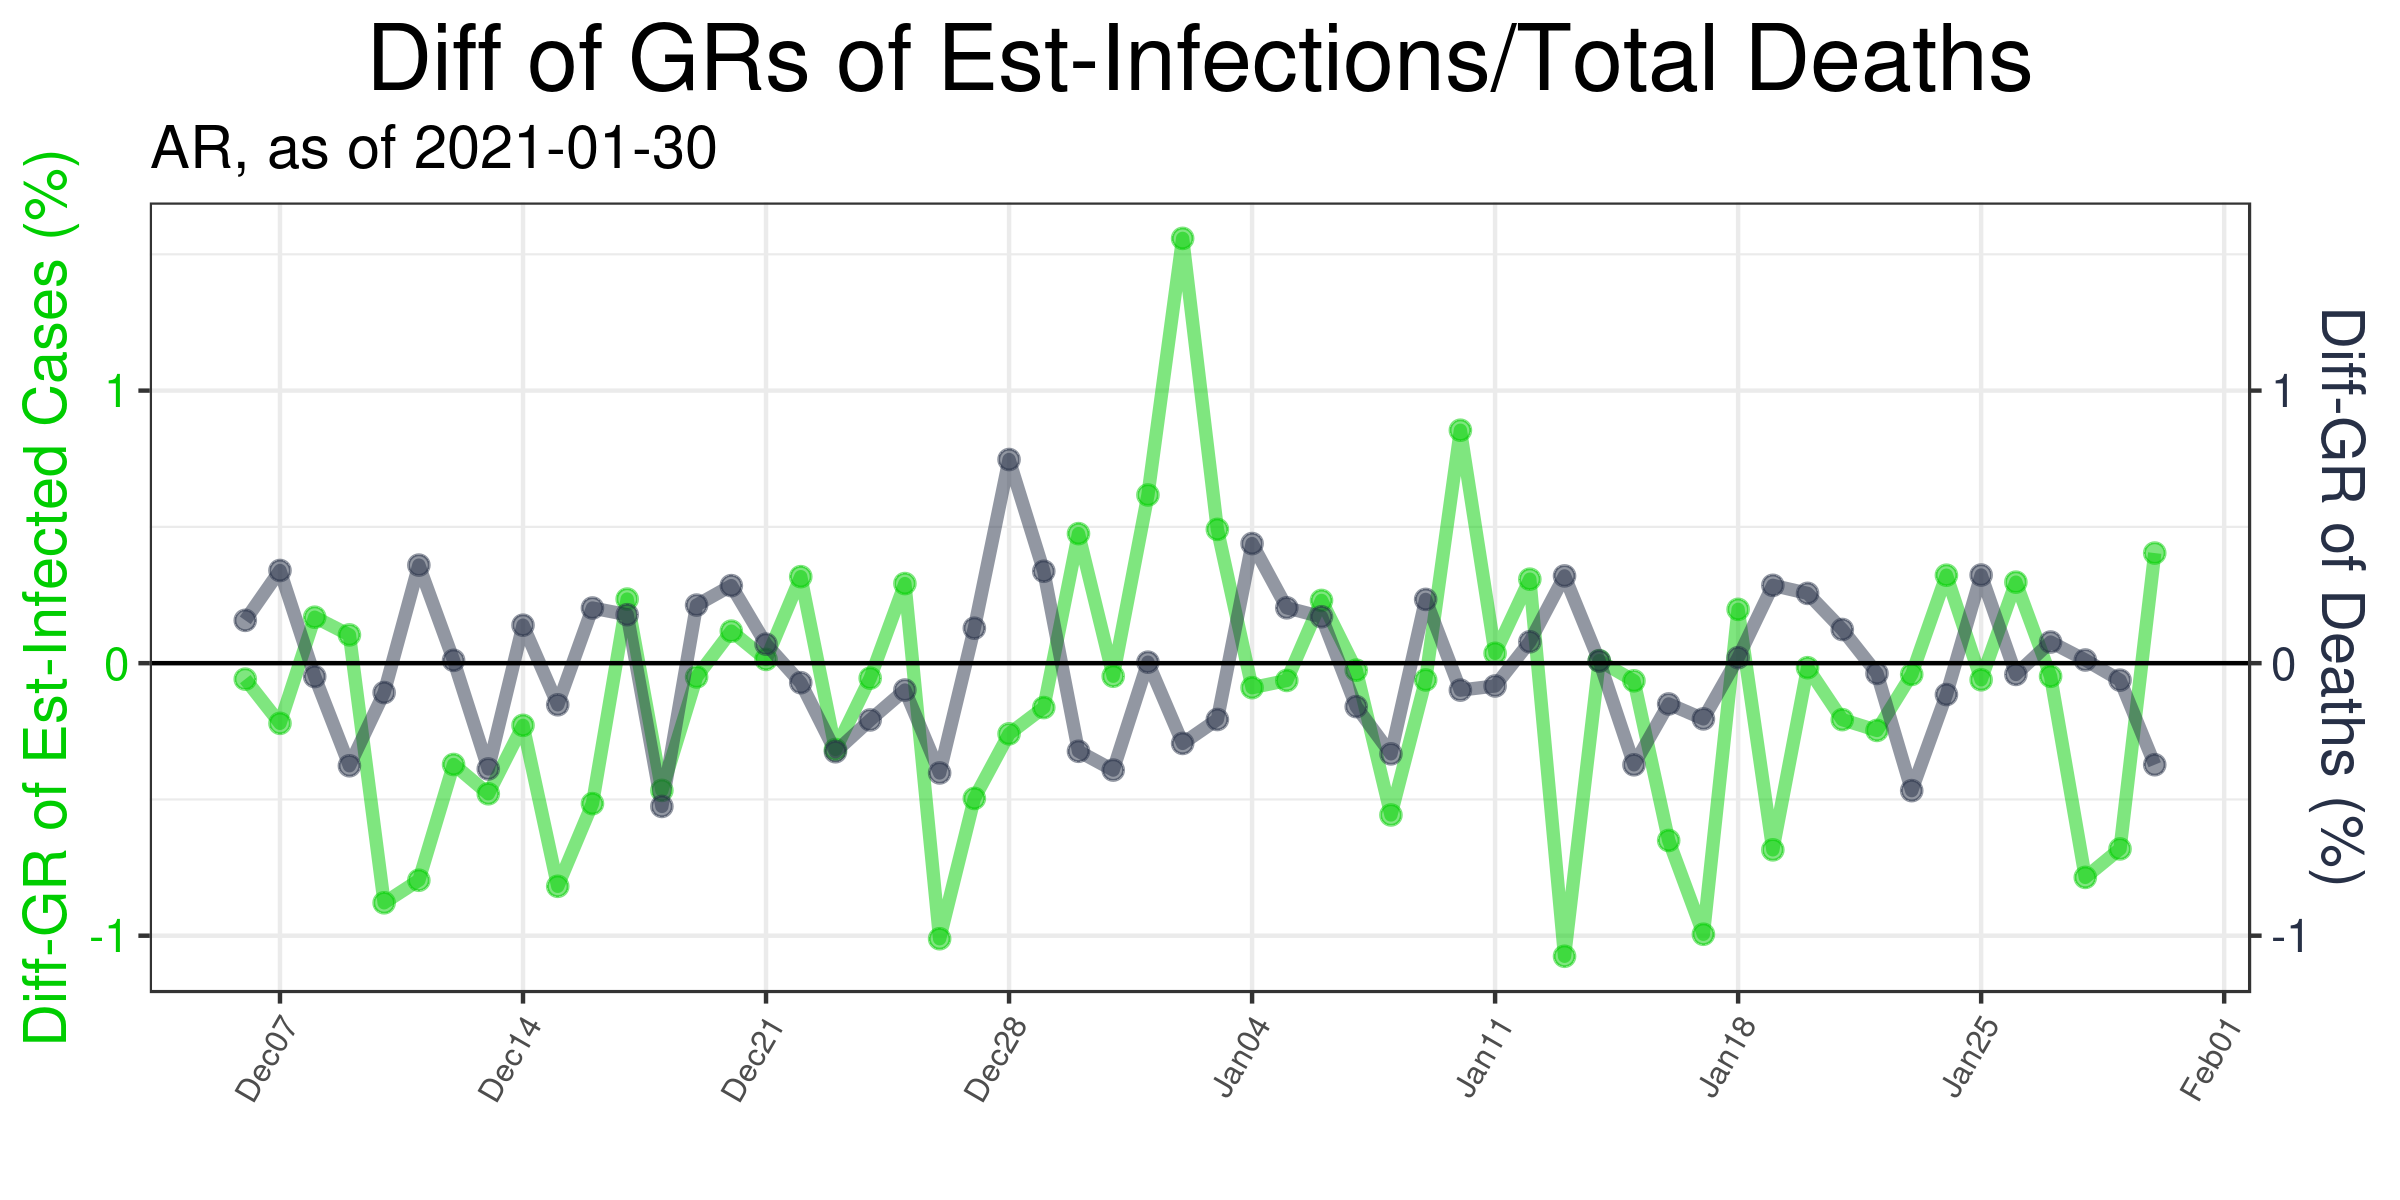 Diff of GRs of Est-Infections/Total Deaths
AR, as of 2021-01-30
Diff-GR of Est-Infected Cases (%)
1
0
-1
1
0
-1
Diff-GR of Deaths (%)
Dec07
Dec14
Dec21
Dec28
Jan04
Jan11
Jan18
Jan25
Feb01